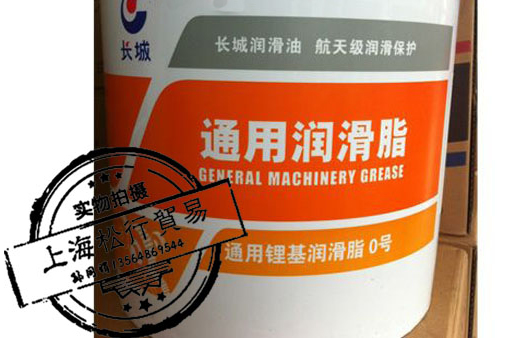 长城
长城润滑油 航天级润滑保护
通用润滑脂
GENERAL MACHINERY GREASE
通用锂基润滑脂 0号
实物拍摄
上海松行貿易
13564869544